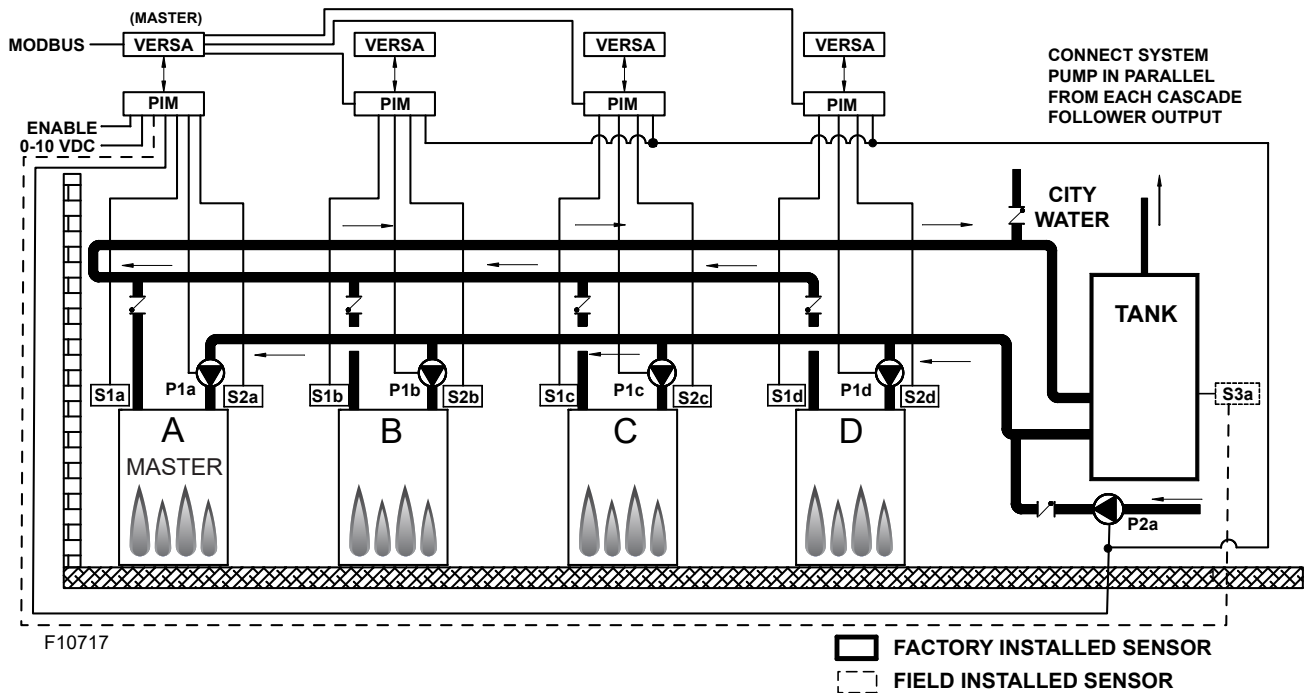 (MASTER)
MODBUS
VERSA
VERSA
VERSA
VERSA
CONNECT SYSTEM
PUMP IN PARALLEL
FROM EACH CASCADE
FOLLOWER OUTPUT
PIM
PIM
PIM
PIM
ENABLE
0-10 VDC
CITY
WATER
TANK
S1a
P1a
S2a
S1b
P1b
S2b
S1c
P1c
S2c
S1d
P1d
S2d
S3a
A
MASTER
B
C
D
P2a
F10717
FACTORY INSTALLED SENSOR
FIELD INSTALLED SENSOR